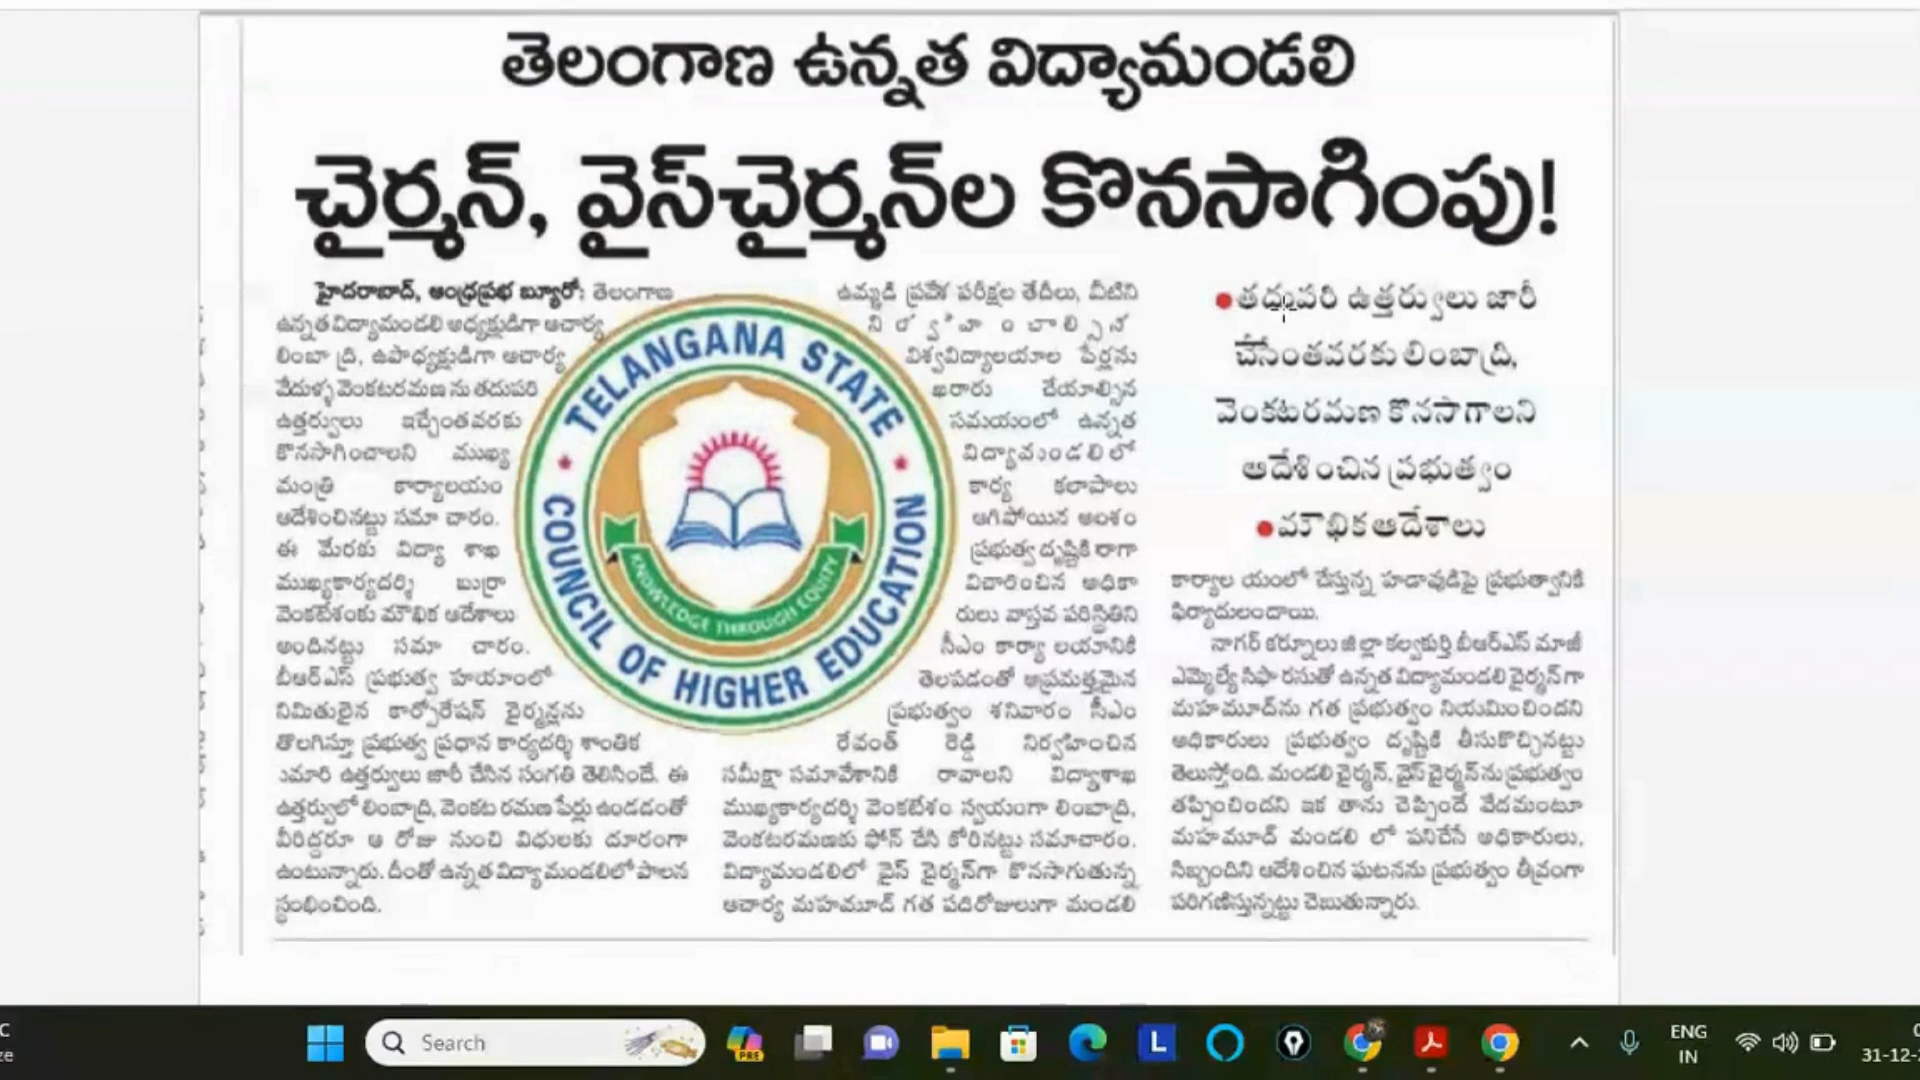 తెలంగాణ ఉన్నత విద్యామండలి
ఛైర్మన్, వైస్‌ఛైర్మన్‌ల కొనసాగింపు!
హైదరాబాద్, ఆంధ్రప్రభ బ్యూరో: తెలంగాణ
ఉన్నత విద్యామండలి అధ్యక్షుడిగా ఆచార్య
లింబా ద్రి, ఉపాధ్యక్షుడిగా ఆచార్య
వేదుళ్ళ వెంకటరమణ ను తదుపరి
ఉత్తర్వులు ఇచ్చేంతవరకు
కొనసాగించాలని ముఖ్య
మంత్రి కార్యాలయం
ఆదేశించినట్టు సమా చారం.
ఈ మేరకు విద్యా శాఖ
ముఖ్యకార్యదర్శి బుర్రా
వెంకటేశంకు మౌఖిక ఆదేశాలు
అందినట్టు సమా చారం.
బీఆర్ఎస్ ప్రభుత్వ హయాంలో
నిమితులైన కార్పోరేషన్ చైర్మన్లను
తొలగిస్తూ ప్రభుత్వ ప్రధాన కార్యదర్శి శాంతిక
ుమారి ఉత్తర్వులు జారీ చేసిన సంగతి తెలిసిందే. ఈ
ఉత్తర్వులో లింబాద్రి, వెంకట రమణ పేర్లు ఉండడంతో
వీరిద్దరూ ఆ రోజు నుంచి విధులకు దూరంగా
ఉంటున్నారు. దీంతో ఉన్నత విద్యా మండలిలో పాలన
స్థంభించింది.
TELANGANA STATE
COUNCIL OF HIGHER EDUCATION
KNOWLEDGE THROUGH EQUITY
ఉమ్మడి ప్రవేశ పరీక్షల తేదీలు, వీటిని
ని ర్వ హిం చాల్సిన
విశ్వవిద్యాలయాల పేర్లను
ఖరారు చేయాల్సిన
సమయంలో ఉన్నత
విద్యామండలిలో
కార్య కలాపాలు
ఆగిపోయిన అంశం
ప్రభుత్వ దృష్టికి రాగా
విచారించిన అధికా
రులు వాస్తవ పరిస్థితిని
సీఎం కార్యా లయానికి
తెలపడంతో అప్రమత్తమైన
ప్రభుత్వం శనివారం సీఎం
రేవంత్ రెడ్డి నిర్వహించిన
సమీక్షా సమావేశానికి రావాలని విద్యాశాఖ
ముఖ్యకార్యదర్శి వెంకటేశం స్వయంగా లింబాద్రి,
వెంకటరమణకు ఫోన్ చేసి కోరినట్టు సమాచారం.
విద్యామండలిలో వైస్ చైర్మన్‌గా కొనసాగుతున్న
ఆచార్య మహమూద్ గత పదిరోజులుగా మండలి
●తదుపరి ఉత్తర్వులు జారీ
చేసేంతవరకు లింబాద్రి,
వెంకటరమణ కొనసాగాలని
ఆదేశించిన ప్రభుత్వం
●మౌఖిక ఆదేశాలు
కార్యాల యంలో చేస్తున్న హడావుడిపై ప్రభుత్వానికి
ఫిర్యాదులందాయి.
నాగర్ కర్నూలు జిల్లా కల్వకుర్తి బీఆర్ఎస్ మాజీ
ఎమ్మెల్యే సిఫా రసుతో ఉన్నత విద్యామండలి చైర్మన్ గా
మహమూద్‌ను గత ప్రభుత్వం నియమించిందని
అధికారులు ప్రభుత్వం దృష్టికి తీసుకొచ్చినట్టు
తెలుస్తోంది. మండలి చైర్మన్, వైస్ చైర్మన్ ను ప్రభుత్వం
తప్పించిందని ఇక తాను చెప్పిందే వేదమంటూ
మహమూద్ మండలి లో పనిచేసే అధికారులు,
సిబ్బందిని ఆదేశించిన ఘటనను ప్రభుత్వం తీవ్రంగా
పరిగణిస్తున్నట్టు చెబుతున్నారు.
Search
PRE
ENG
IN
31-12-